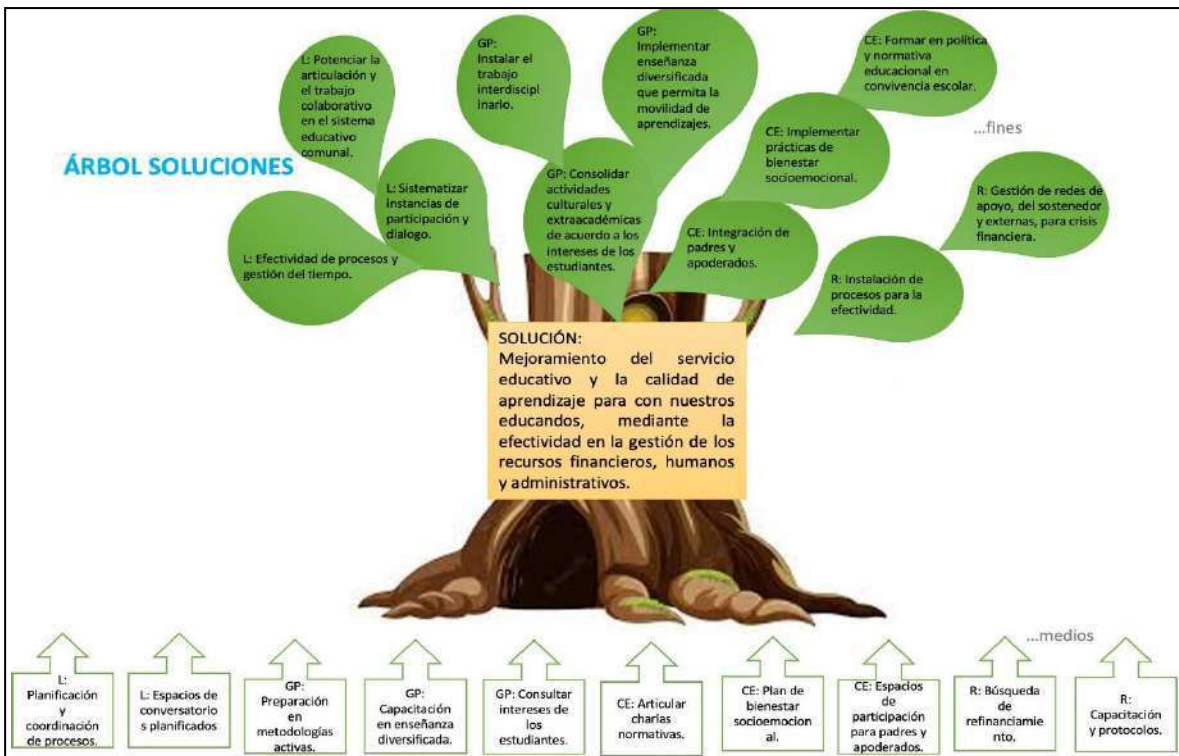 ÁRBOL SOLUCIONES
L: Potenciar la
articulación y
el trabajo
colaborativo
en el sistema
educativo
comunal.
GP:
Instalar el
trabajo
interdiscipl
inario.
GP:
Implementar
enseñanza
diversificada
que permita la
movilidad de
aprendizajes.
CE: Formar en política
y normativa
educacional en
convivencia escolar.
...fines
L: Sistematizar
instancias de
participación y
dialogo.
GP: Consolidar
actividades
culturales y
extraacadémicas
de acuerdo a los
intereses de los
estudiantes.
CE: Implementar
prácticas de
bienestar
socioemocional.
R: Gestión de redes de
apoyo, del sostenedor
y externas, para crisis
financiera.
L: Efectividad de procesos y
gestión del tiempo.
CE: Integración de
padres y
apoderados.
R: Instalación de
procesos para la
efectividad.
SOLUCIÓN:
Mejoramiento del servicio
educativo y la calidad de
aprendizaje para con nuestros
educandos, mediante la
efectividad en la gestión de los
recursos financieros, humanos
y administrativos.
...medios
L:
Planificación
y
coordinación
de procesos.
L: Espacios de
conversatorio
s planificados
GP:
Preparación
en
metodologías
activas.
GP:
Capacitación
en enseñanza
diversificada.
GP: Consultar
intereses de
los
estudiantes.
CE: Articular
charlas
normativas.
CE: Plan de
bienestar
socioemocion
al.
CE: Espacios
de
participación
para padres y
apoderados.
R: Búsqueda
de
refinanciamie
nto.
R:
Capacitación
y protocolos.